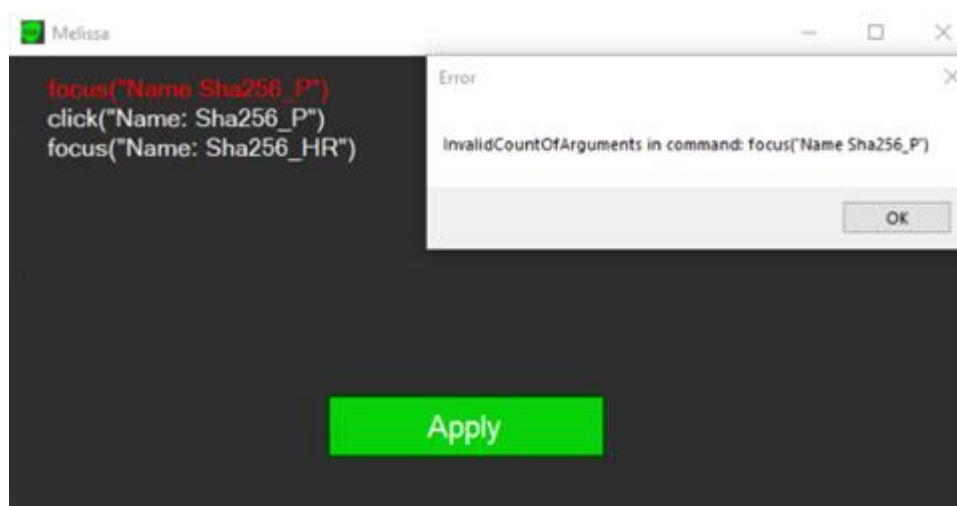 Melissa
focus("Name Sha256_P")
click("Name: Sha256_P")
focus("Name: Sha256_HR")
Error
InvalidCountOfArguments in command: focus("Name Sha256_P")
OK
Apply